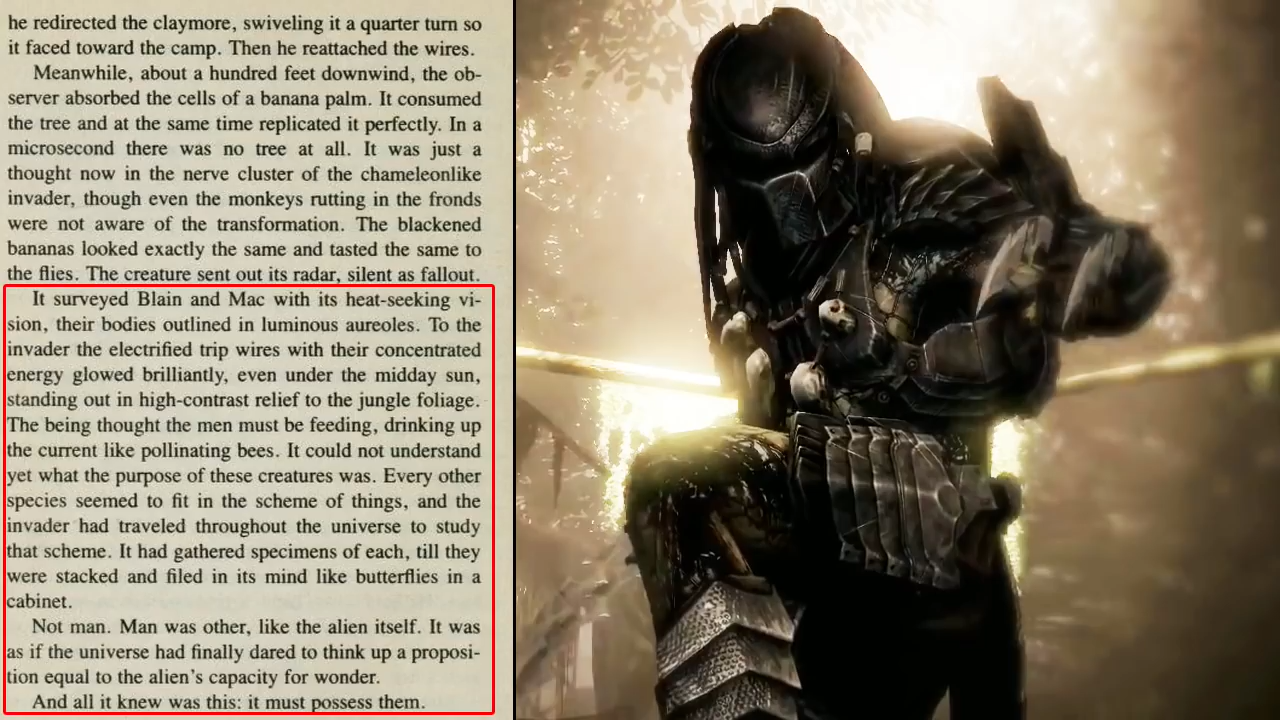 he redirected the claymore, swiveling it a quarter turn so
it faced toward the camp. Then he reattached the wires.
Meanwhile, about a hundred feet downwind, the ob-
server absorbed the cells of a banana palm. It consumed
the tree and at the same time replicated it perfectly. In a
microsecond there was no tree at all. It was just a
thought now in the nerve cluster of the chameleonlike
invader, though even the monkeys rutting in the fronds
were not aware of the transformation. The blackened
bananas looked exactly the same and tasted the same to
the flies. The creature sent out its radar, silent as fallout.
It surveyed Blain and Mac with its heat-seeking vi-
sion, their bodies outlined in luminous aureoles. To the
invader the electrified trip wires with their concentrated
energy glowed brilliantly, even under the midday sun,
standing out in high-contrast relief to the jungle foliage.
The being thought the men must be feeding, drinking up
the current like pollinating bees. It could not understand
yet what the purpose of these creatures was. Every other
species seemed to fit in the scheme of things, and the
invader had traveled throughout the universe to study
that scheme. It had gathered specimens of each, till they
were stacked and filed in its mind like butterflies in a
cabinet.
Not man. Man was other, like the alien itself. It was
as if the universe had finally dared to think up a proposi-
tion equal to the alien's capacity for wonder.
And all it knew was this: it must possess them.